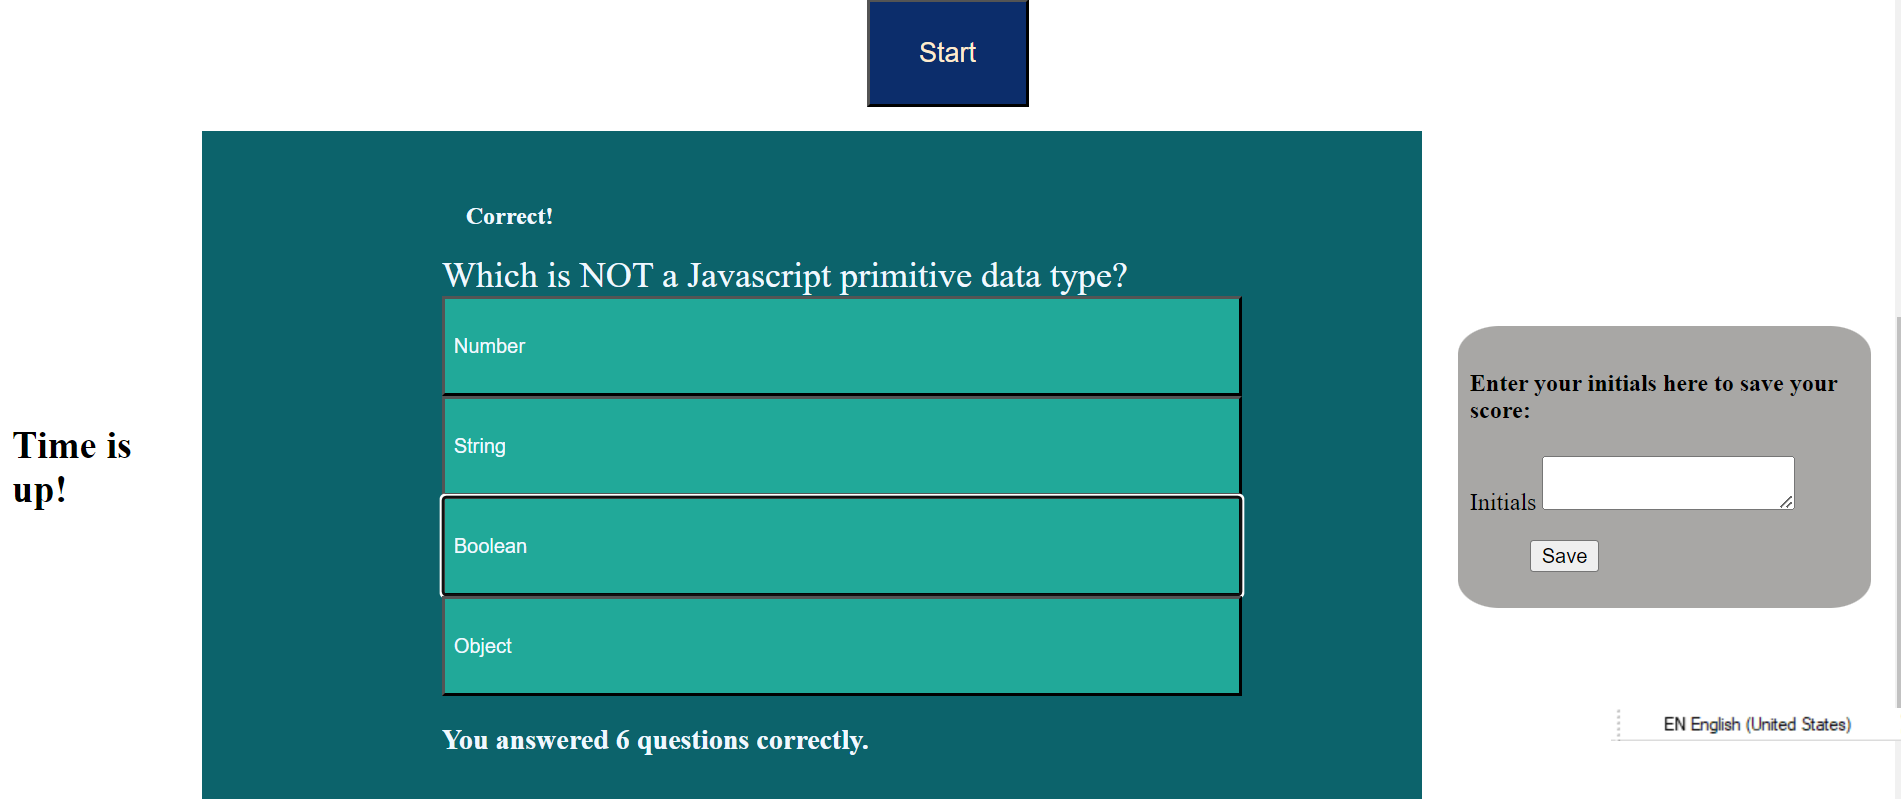 Start
Correct!
Which is NOT a Javascript primitive data type?
Number
String
Boolean
Object
You answered 6 questions correctly.
Time is
up!
Enter your initials here to save your
score:
Initials
Save
EN English (United States)